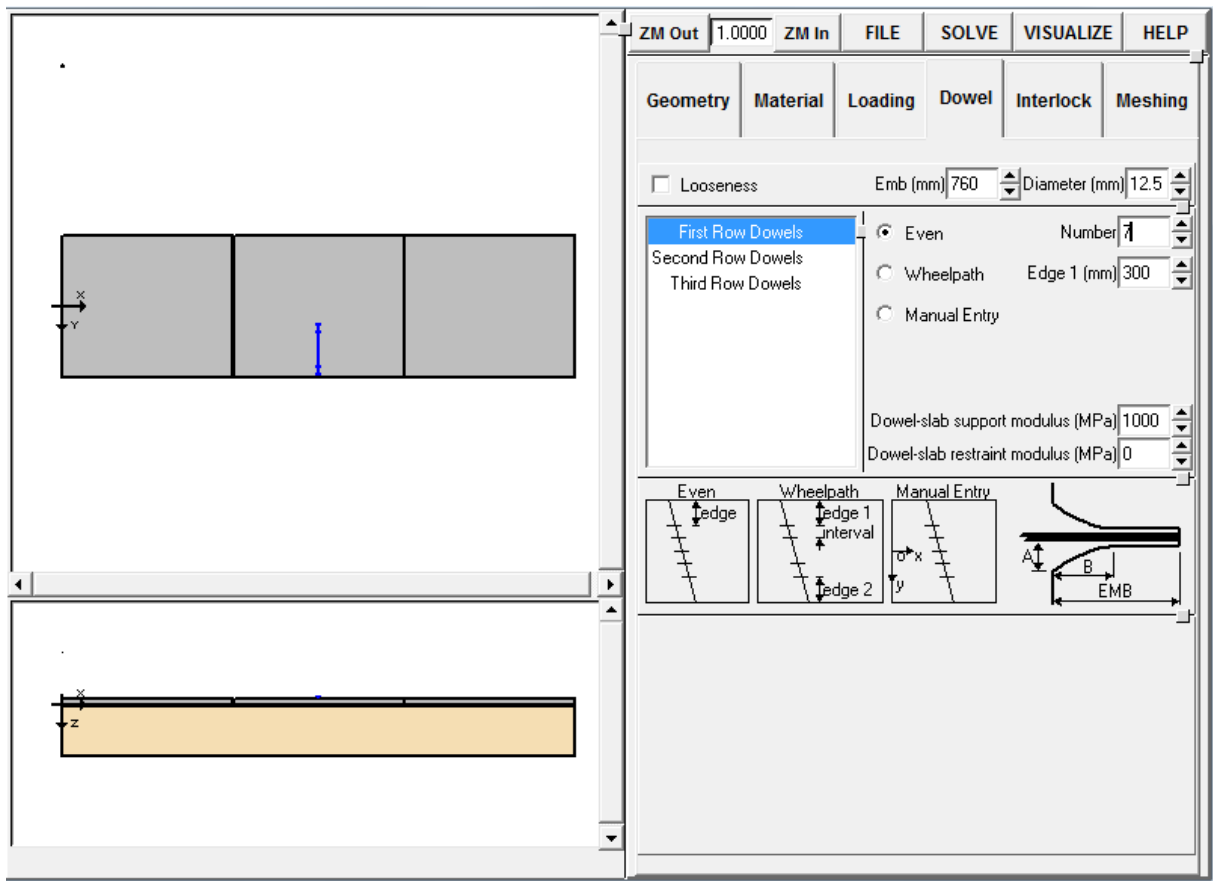 ZM Out 1.0000 ZM In FILE SOLVE VISUALIZE HELP
Geometry Material Loading Dowel Interlock Meshing
Looseness Emb (mm) 760 Diameter (mm) 12.5
First Row Dowels
Second Row Dowels
Third Row Dowels
Even Number 7
Wheelpath Edge 1 (mm) 300
Manual Entry
Dowel-slab support modulus (MPa) 1000
Dowel-slab restraint modulus (MPa) 0
Even Wheelpath Manual Entry
edge edge 1
interval
edge 2
o x
y
A
B
EMB
X
Y
X
Z